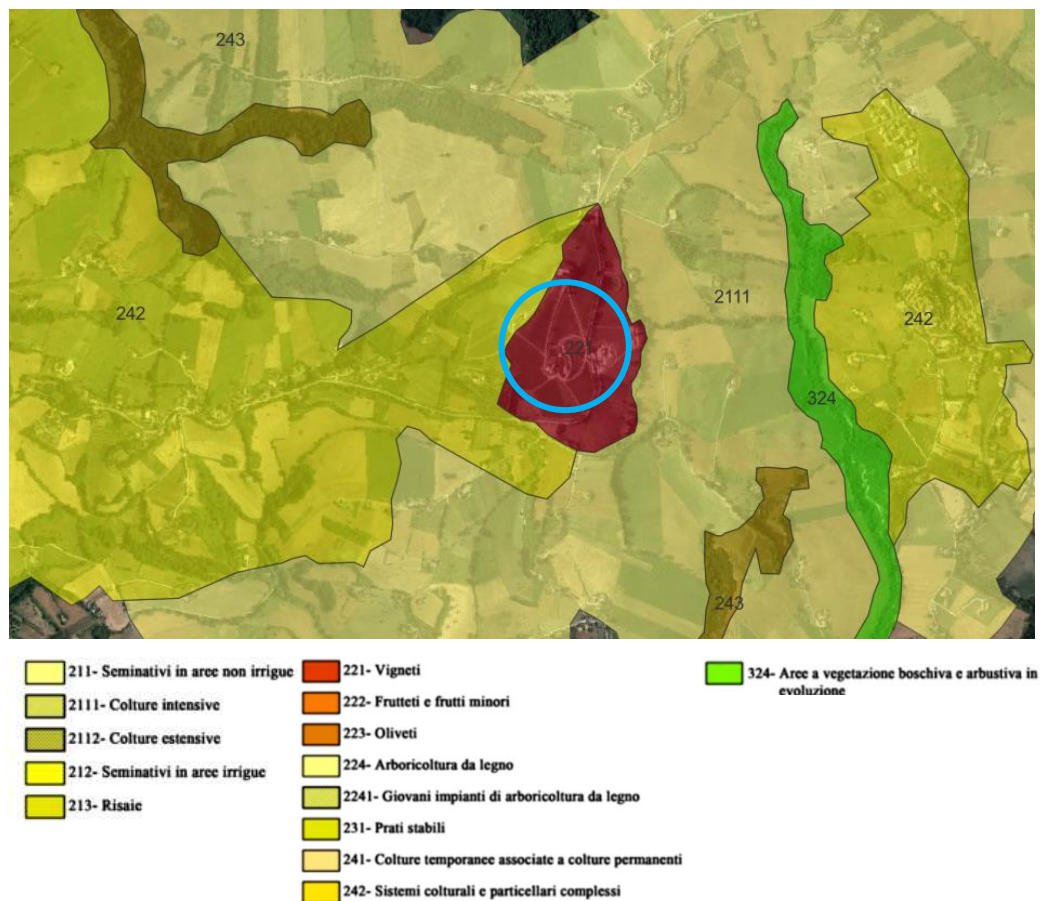 243
242
221
2111
242
324
243
211- Seminativi in aree non irrigue
2111- Colture intensive
2112- Colture estensive
212- Seminativi in aree irrigue
213- Risaie
221- Vigneti
222- Frutteti e frutti minori
223- Oliveti
224- Arboricoltura da legno
2241- Giovani impianti di arboricoltura da legno
231- Prati stabili
241- Colture temporanee associate a colture permanenti
242- Sistemi colturali e particellari complessi
324- Aree a vegetazione boschiva e arbustiva in
evoluzione